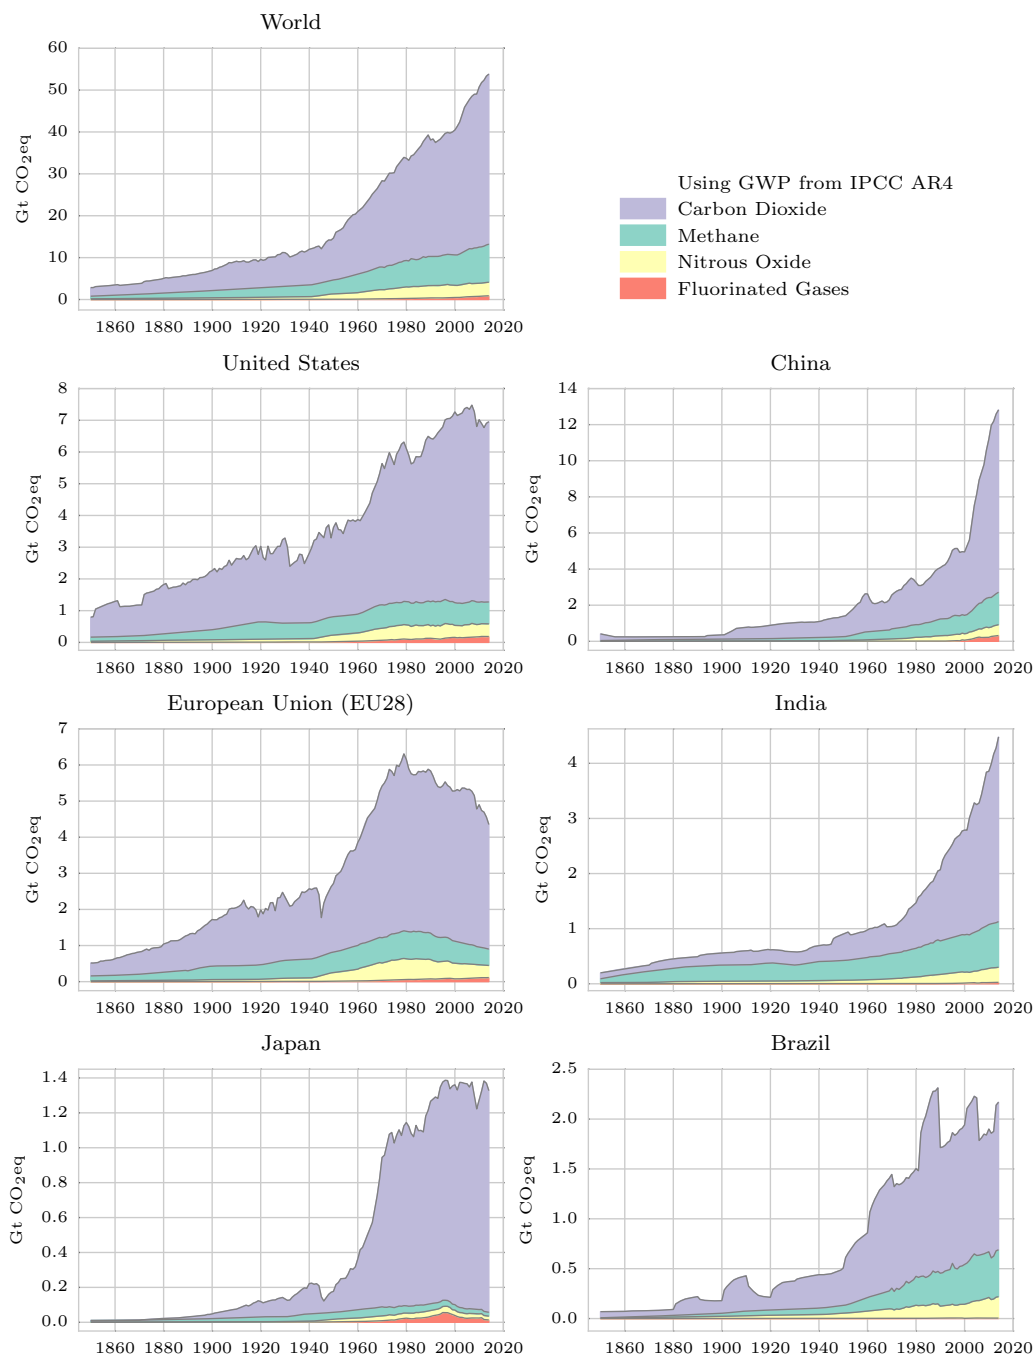 World
60
50
40
30
20
10
0
Gt CO₂eq
1860 1880 1900 1920 1940 1960 1980 2000 2020
Using GWP from IPCC AR4
Carbon Dioxide
Methane
Nitrous Oxide
Fluorinated Gases
United States
8
7
6
5
4
3
2
1
0
Gt CO₂eq
1860 1880 1900 1920 1940 1960 1980 2000 2020
China
14
12
10
8
6
4
2
0
Gt CO₂eq
1860 1880 1900 1920 1940 1960 1980 2000 2020
European Union (EU28)
7
6
5
4
3
2
1
0
Gt CO₂eq
1860 1880 1900 1920 1940 1960 1980 2000 2020
India
4
3
2
1
0
Gt CO₂eq
1860 1880 1900 1920 1940 1960 1980 2000 2020
Japan
1.4
1.2
1.0
0.8
0.6
0.4
0.2
0.0
Gt CO₂eq
1860 1880 1900 1920 1940 1960 1980 2000 2020
Brazil
2.5
2.0
1.5
1.0
0.5
0.0
Gt CO₂eq
1860 1880 1900 1920 1940 1960 1980 2000 2020